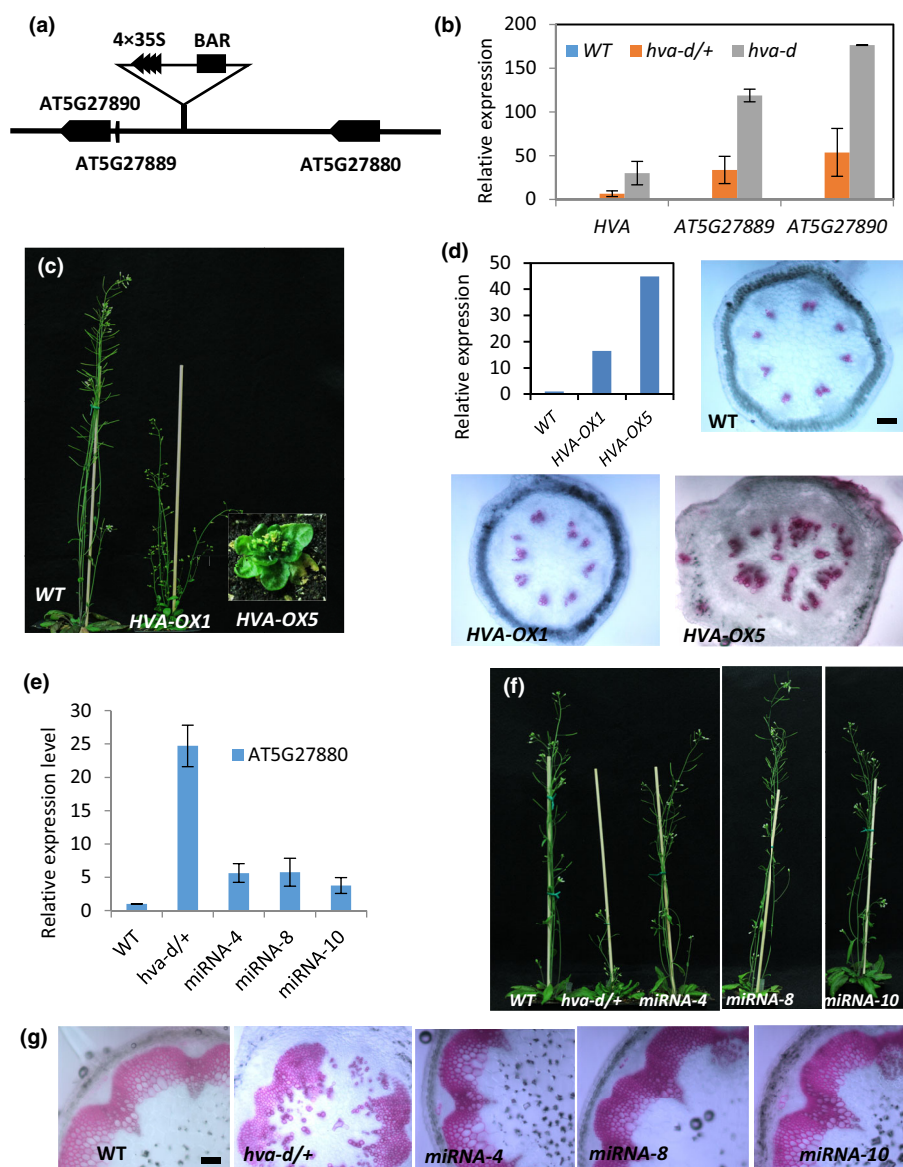 (a)
4×35S BAR
AT5G27890
AT5G27889
AT5G27880
(b)
Relative expression
200
150
100
50
0
WT hva-d/+ hva-d
HVA AT5G27889 AT5G27890
(c)
WT HVA-OX1 HVA-OX5
(d)
Relative expression
50
40
30
20
10
0
WT
HVA-OX1
HVA-OX5
WT
HVA-OX1
HVA-OX5
(e)
Relative expression level
30
25
20
15
10
5
0
AT5G27880
WT
hva-d/+
miRNA-4
miRNA-8
miRNA-10
(f)
WT hva-d/+ miRNA-4 miRNA-8 miRNA-10
(g)
WT hva-d/+ miRNA-4 miRNA-8 miRNA-10